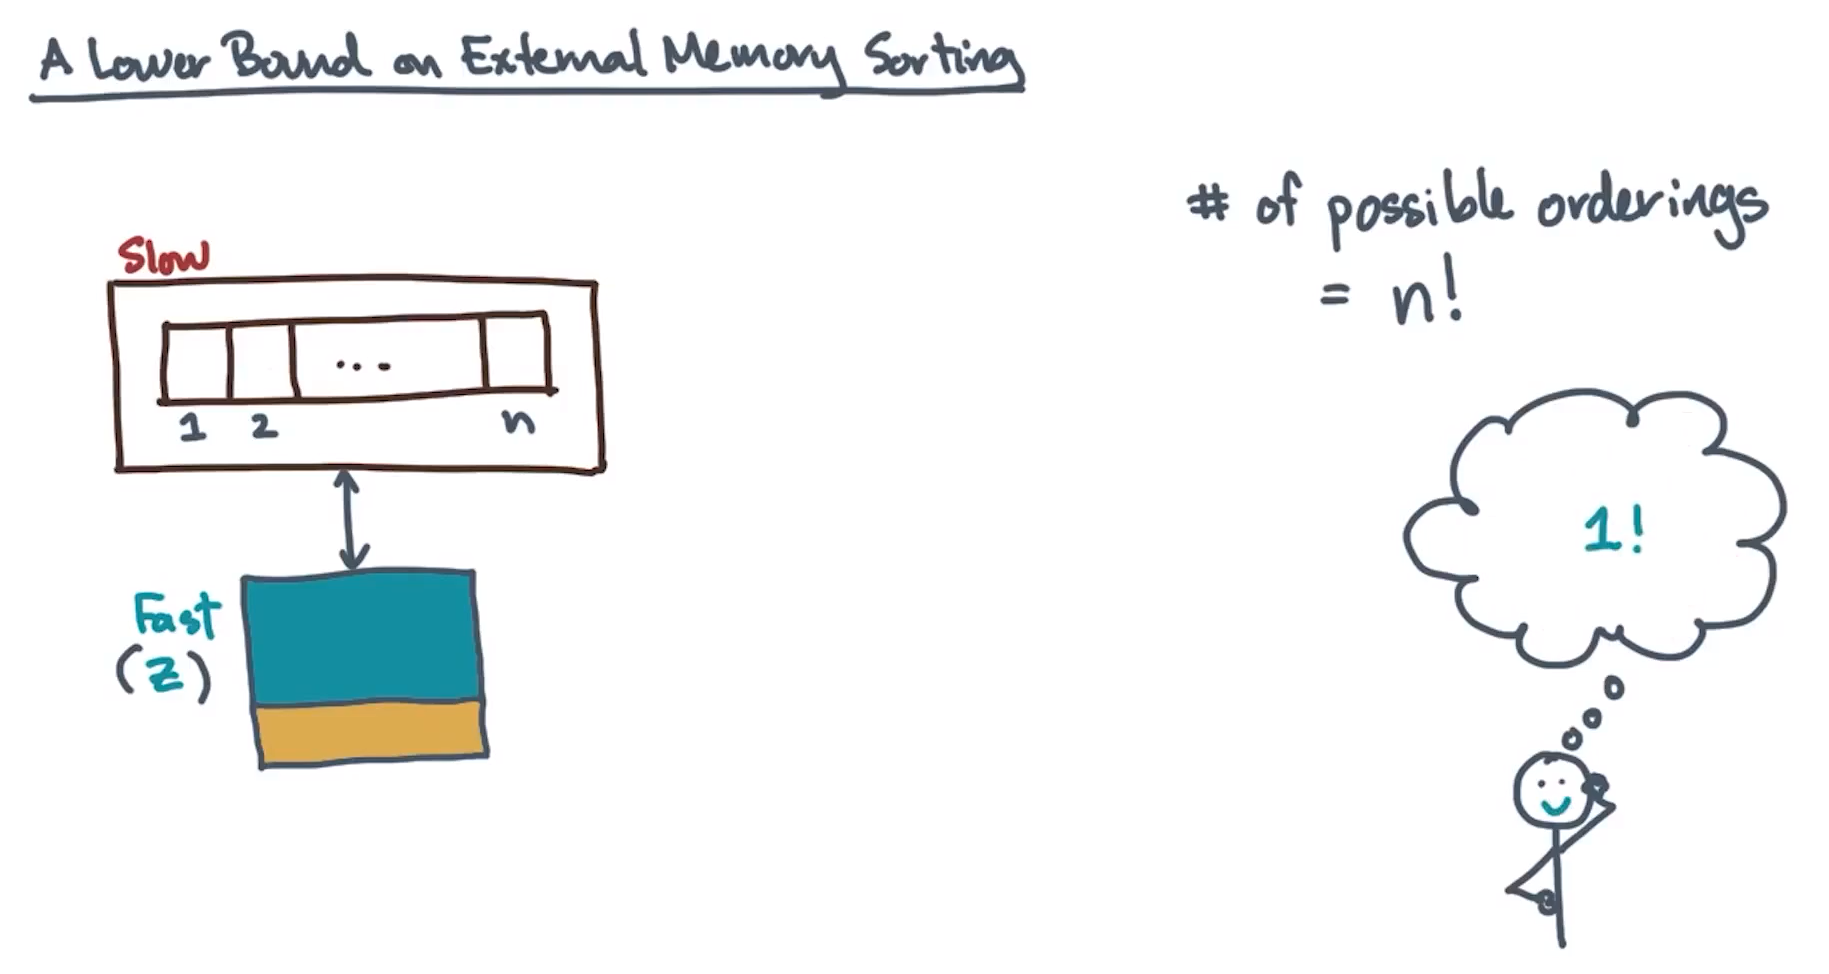 A Lower Bound on External Memory Sorting
# of possible orderings
= n!
Slow
...
1 2 n
1!
Fast
(Z)